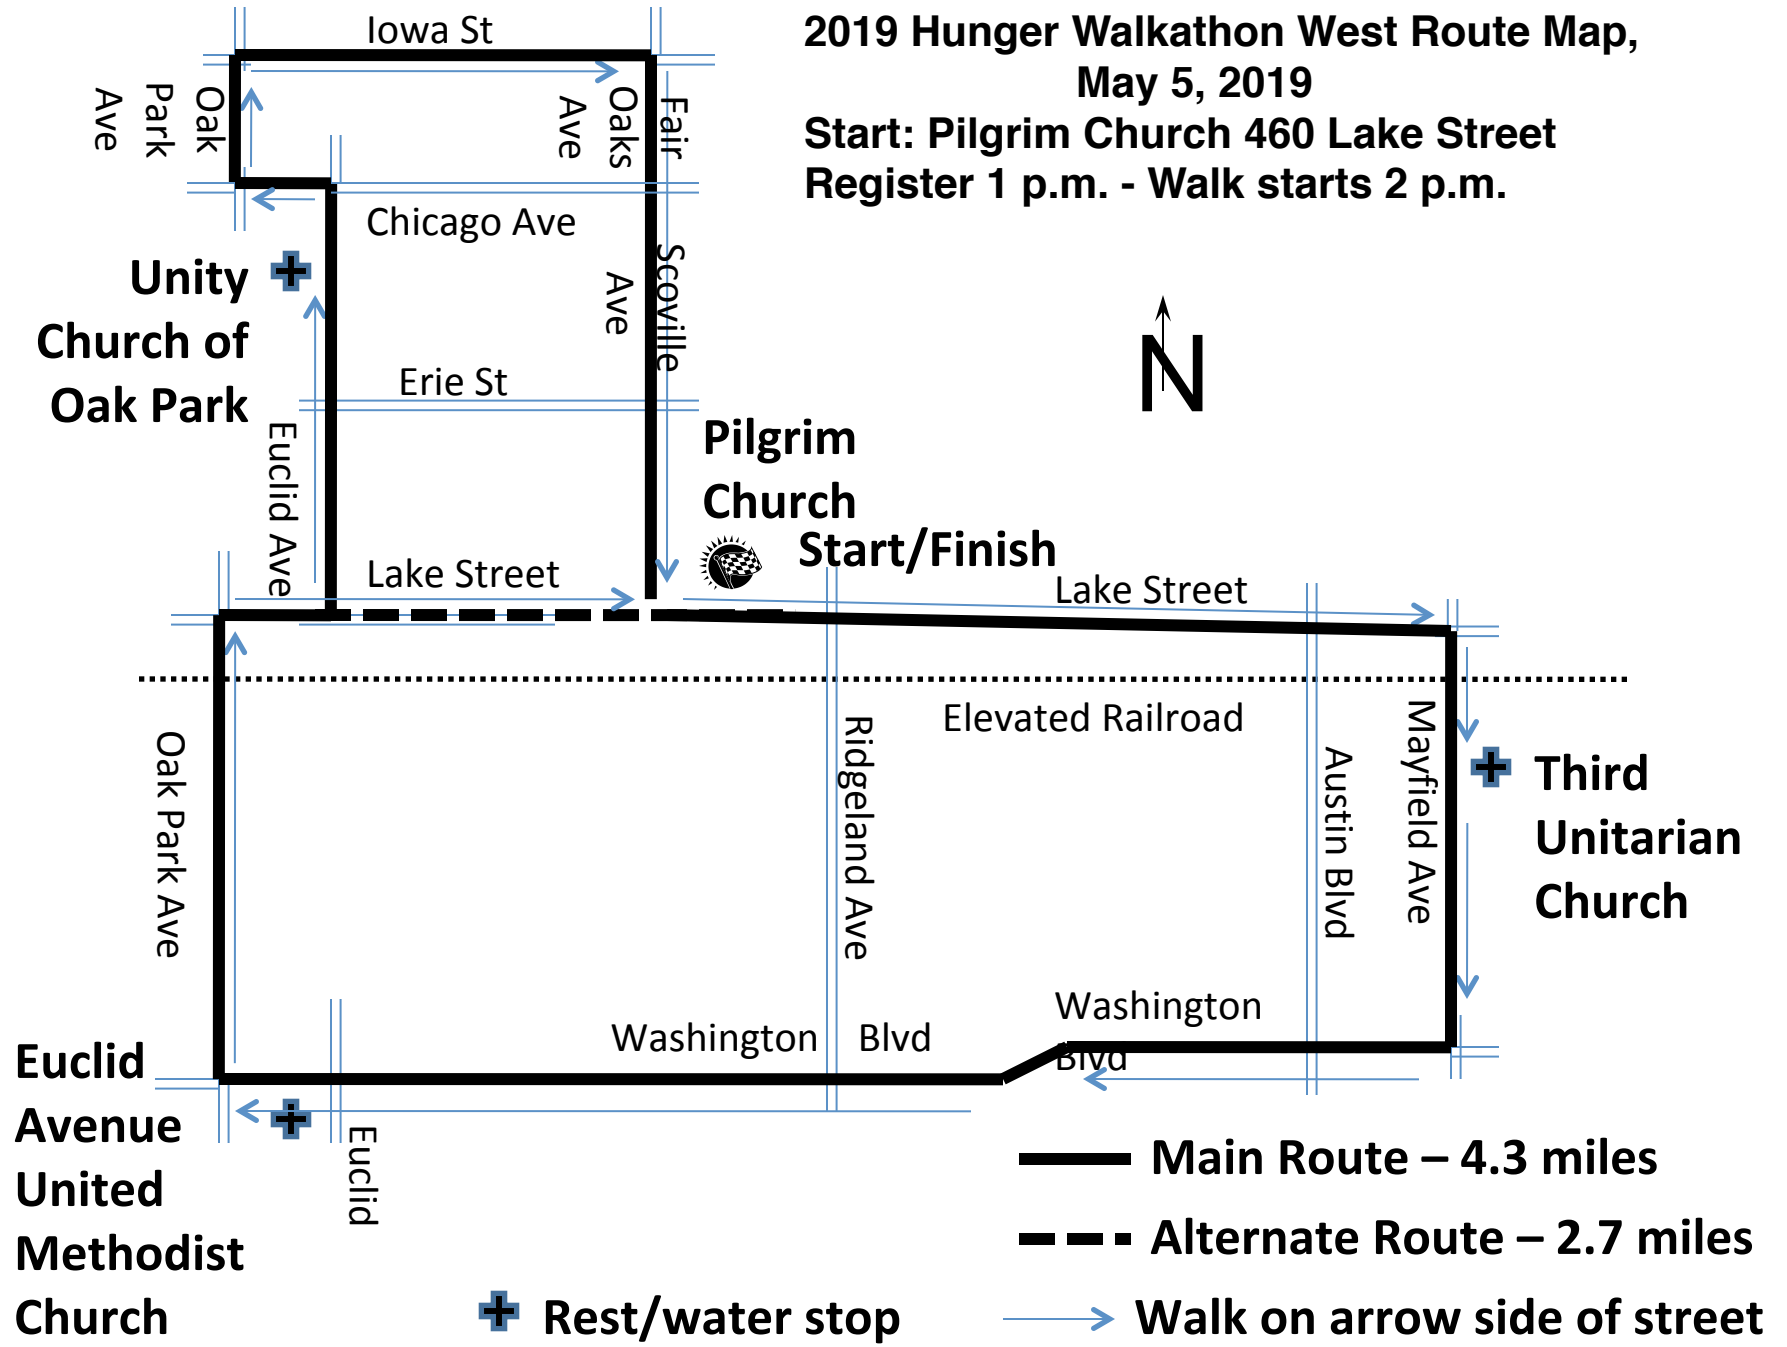 2019 Hunger Walkathon West Route Map,
May 5, 2019
Start: Pilgrim Church 460 Lake Street
Register 1 p.m. - Walk starts 2 p.m.
Iowa St
Oak
Park
Ave
Fair
Oaks
Ave
Chicago Ave
Unity
Church of
Oak Park
Scoville
Ave
N
Erie St
Euclid Ave
Pilgrim
Church
Start/Finish
Lake Street
Lake Street
Elevated Railroad
Oak Park Ave
Ridgeland Ave
Austin Blvd
Mayfield Ave
Third
Unitarian
Church
Washington Blvd
Washington
Blvd
Euclid
Avenue
United
Methodist
Church
Euclid
Main Route – 4.3 miles
Alternate Route – 2.7 miles
Rest/water stop
Walk on arrow side of street